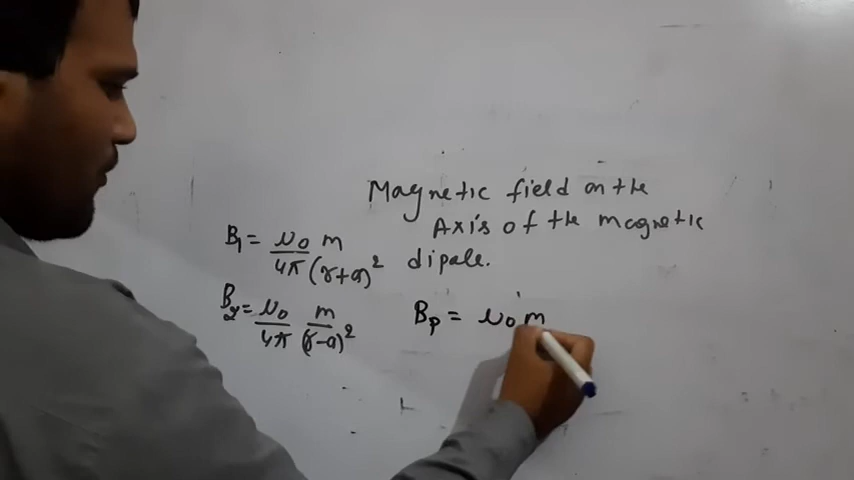 Magnetic field on the
Axis of the magnetic
dipole.
B₁ = μ₀/4π m/(r+a)²
B₂ = μ₀/4π m/(r-a)²
Bp = μ₀ m